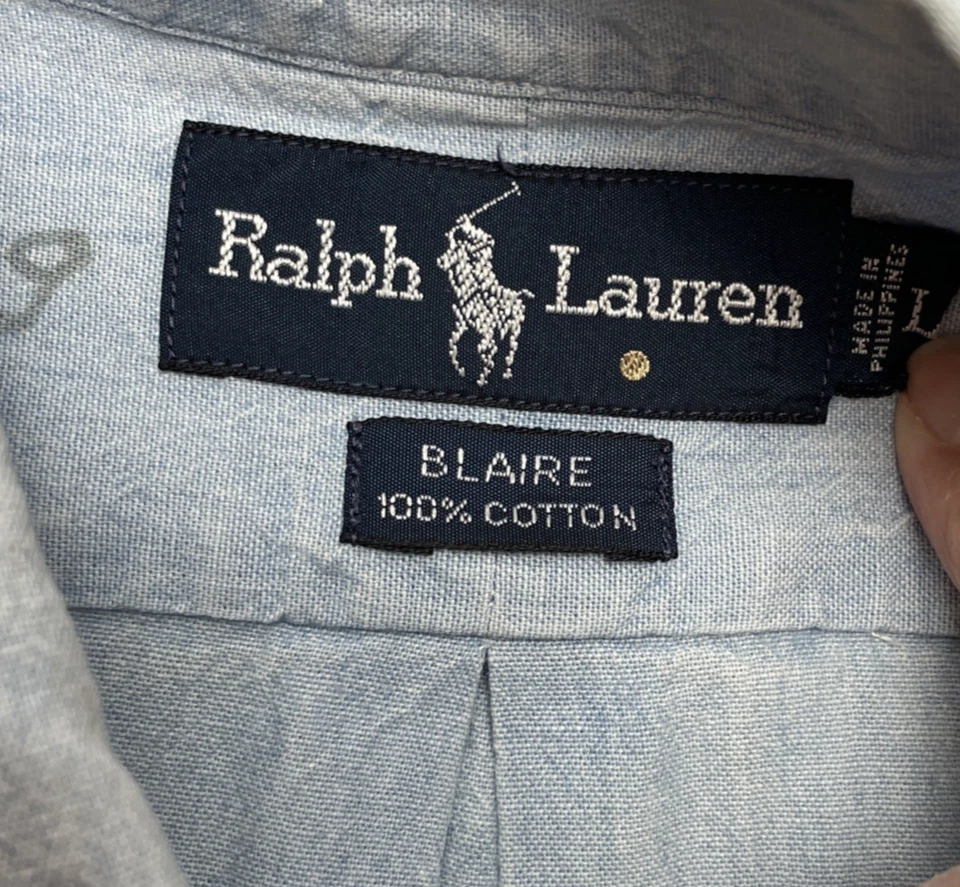 Ralph Lauren
MADE IN
PHILIPPINES
L
BLAIRE
100% COTTON